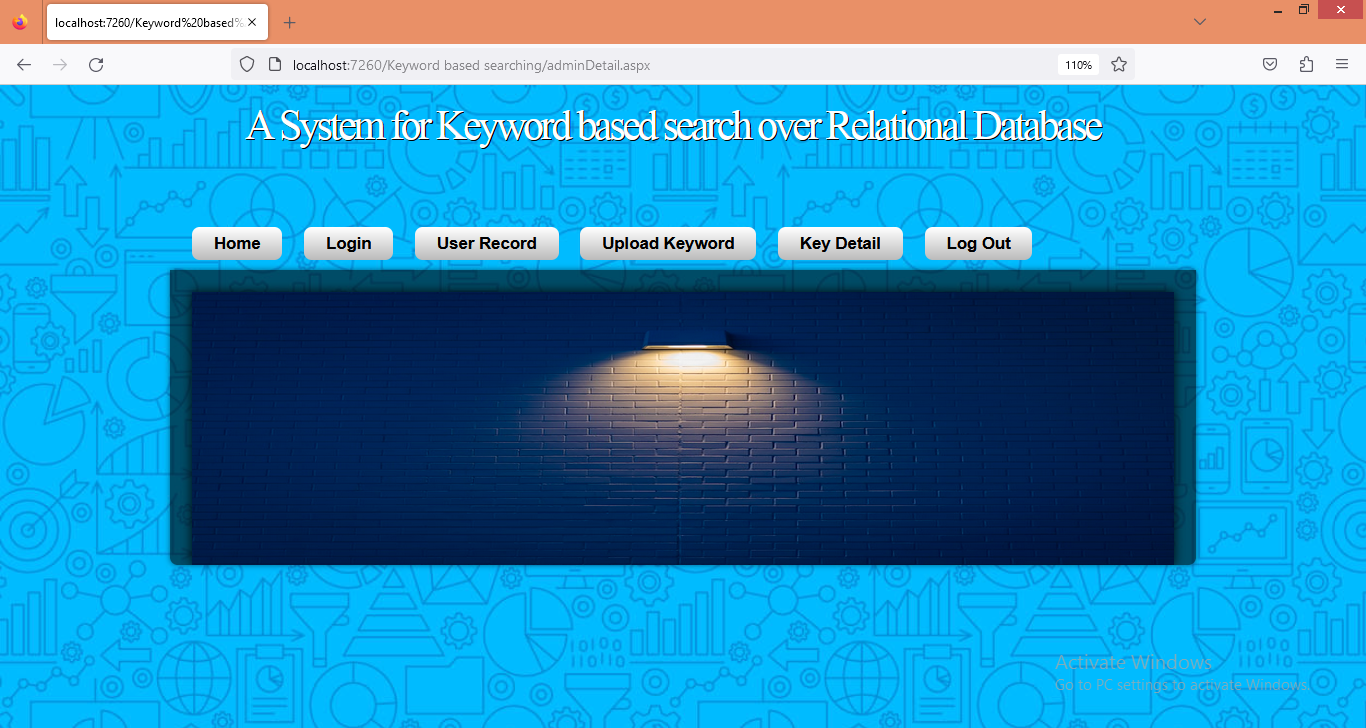 localhost:7260/Keyword%20based%
localhost:7260/Keyword based searching/adminDetail.aspx
110%
A System for Keyword based search over Relational Database
Home
Login
User Record
Upload Keyword
Key Detail
Log Out
Activate Windows
Go to PC settings to activate Windows.